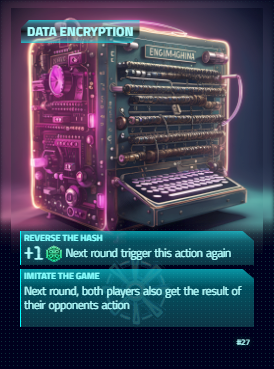 DATA ENCRYPTION
ENGIMIGHINA
REVERSE THE HASH
+1 Next round trigger this action again
IMITATE THE GAME
Next round, both players also get the result of
their opponents action
#27